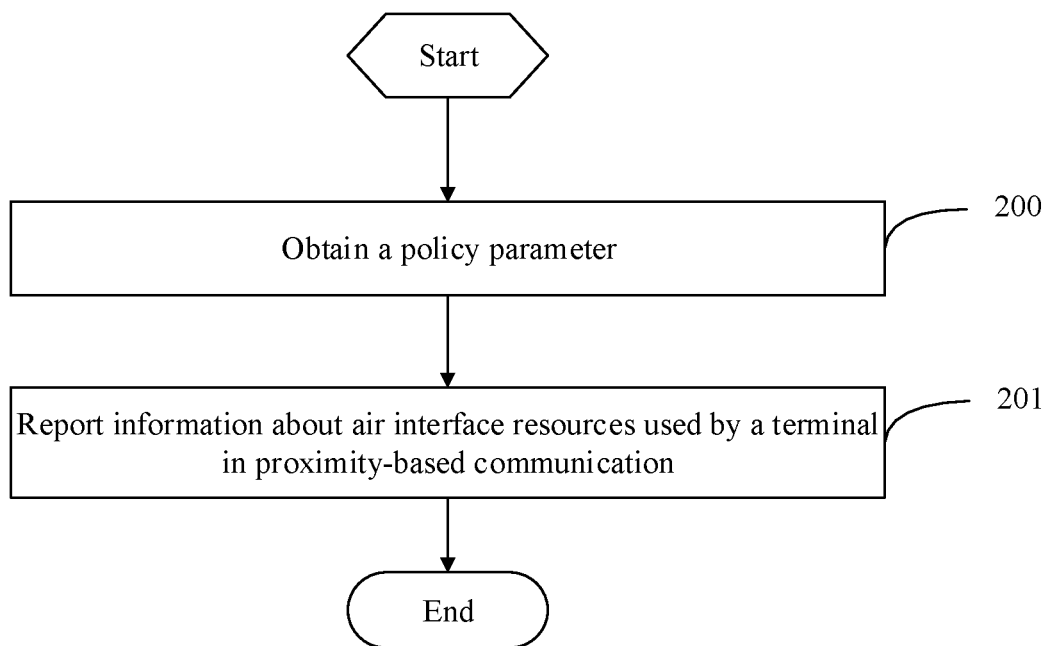 Start
200
Obtain a policy parameter
201
Report information about air interface resources used by a terminal
in proximity-based communication
End